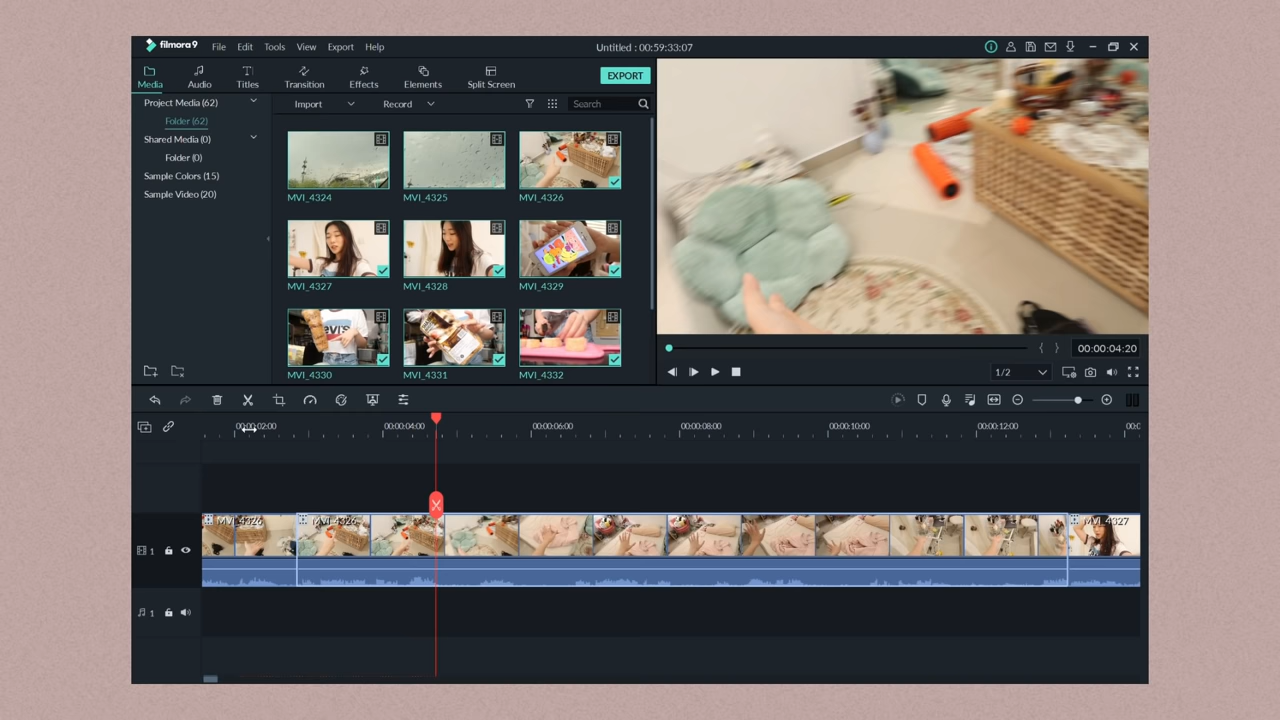 filmora9 File Edit Tools View Export Help Untitled : 00:59:33:07
Media Audio Titles Transition Effects Elements Split Screen EXPORT
Project Media (62)
Folder (62)
Shared Media (0)
Folder (0)
Sample Colors (15)
Sample Video (20)
Import Record Search
MVI_4324 MVI_4325 MVI_4326
MVI_4327 MVI_4328 MVI_4329
LEVI'S
MVI_4330 MVI_4331 MVI_4332
00:00:04:20
1/2
00:00:02:00 00:00:04:00 00:00:06:00 00:00:08:00 00:00:10:00 00:00:12:00
MVI_4326 MVI_4326 MVI_4327
1
1